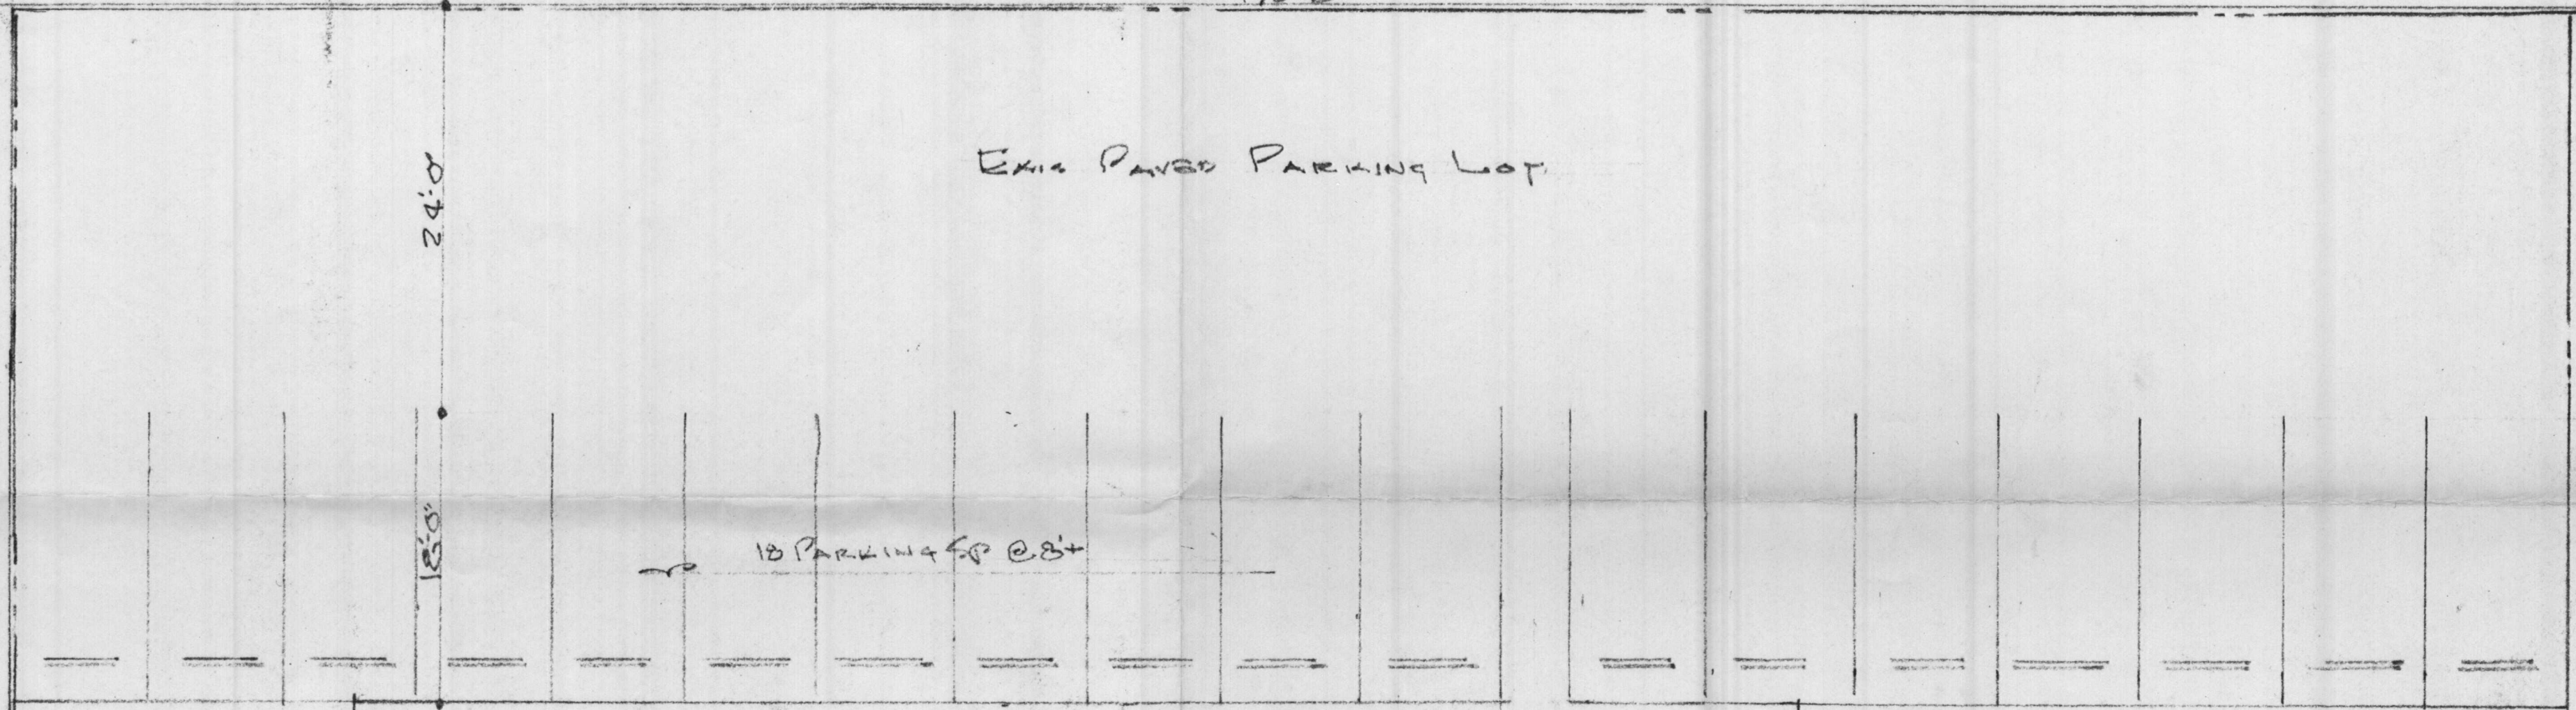 24'-0"
EXIS PAVED PARKING LOT.
18'-0"
18 PARKING SP @ 8'+